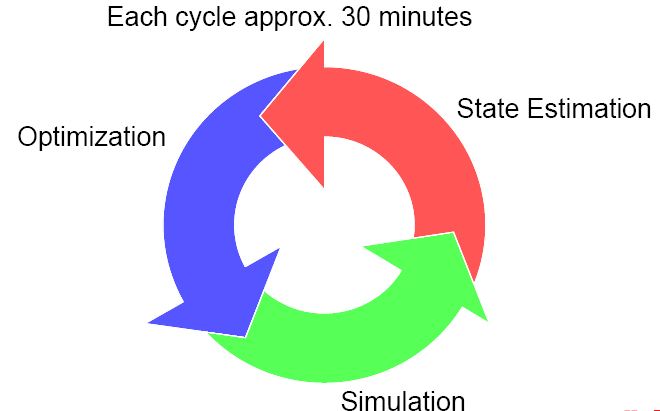 Each cycle approx. 30 minutes
State Estimation
Optimization
Simulation